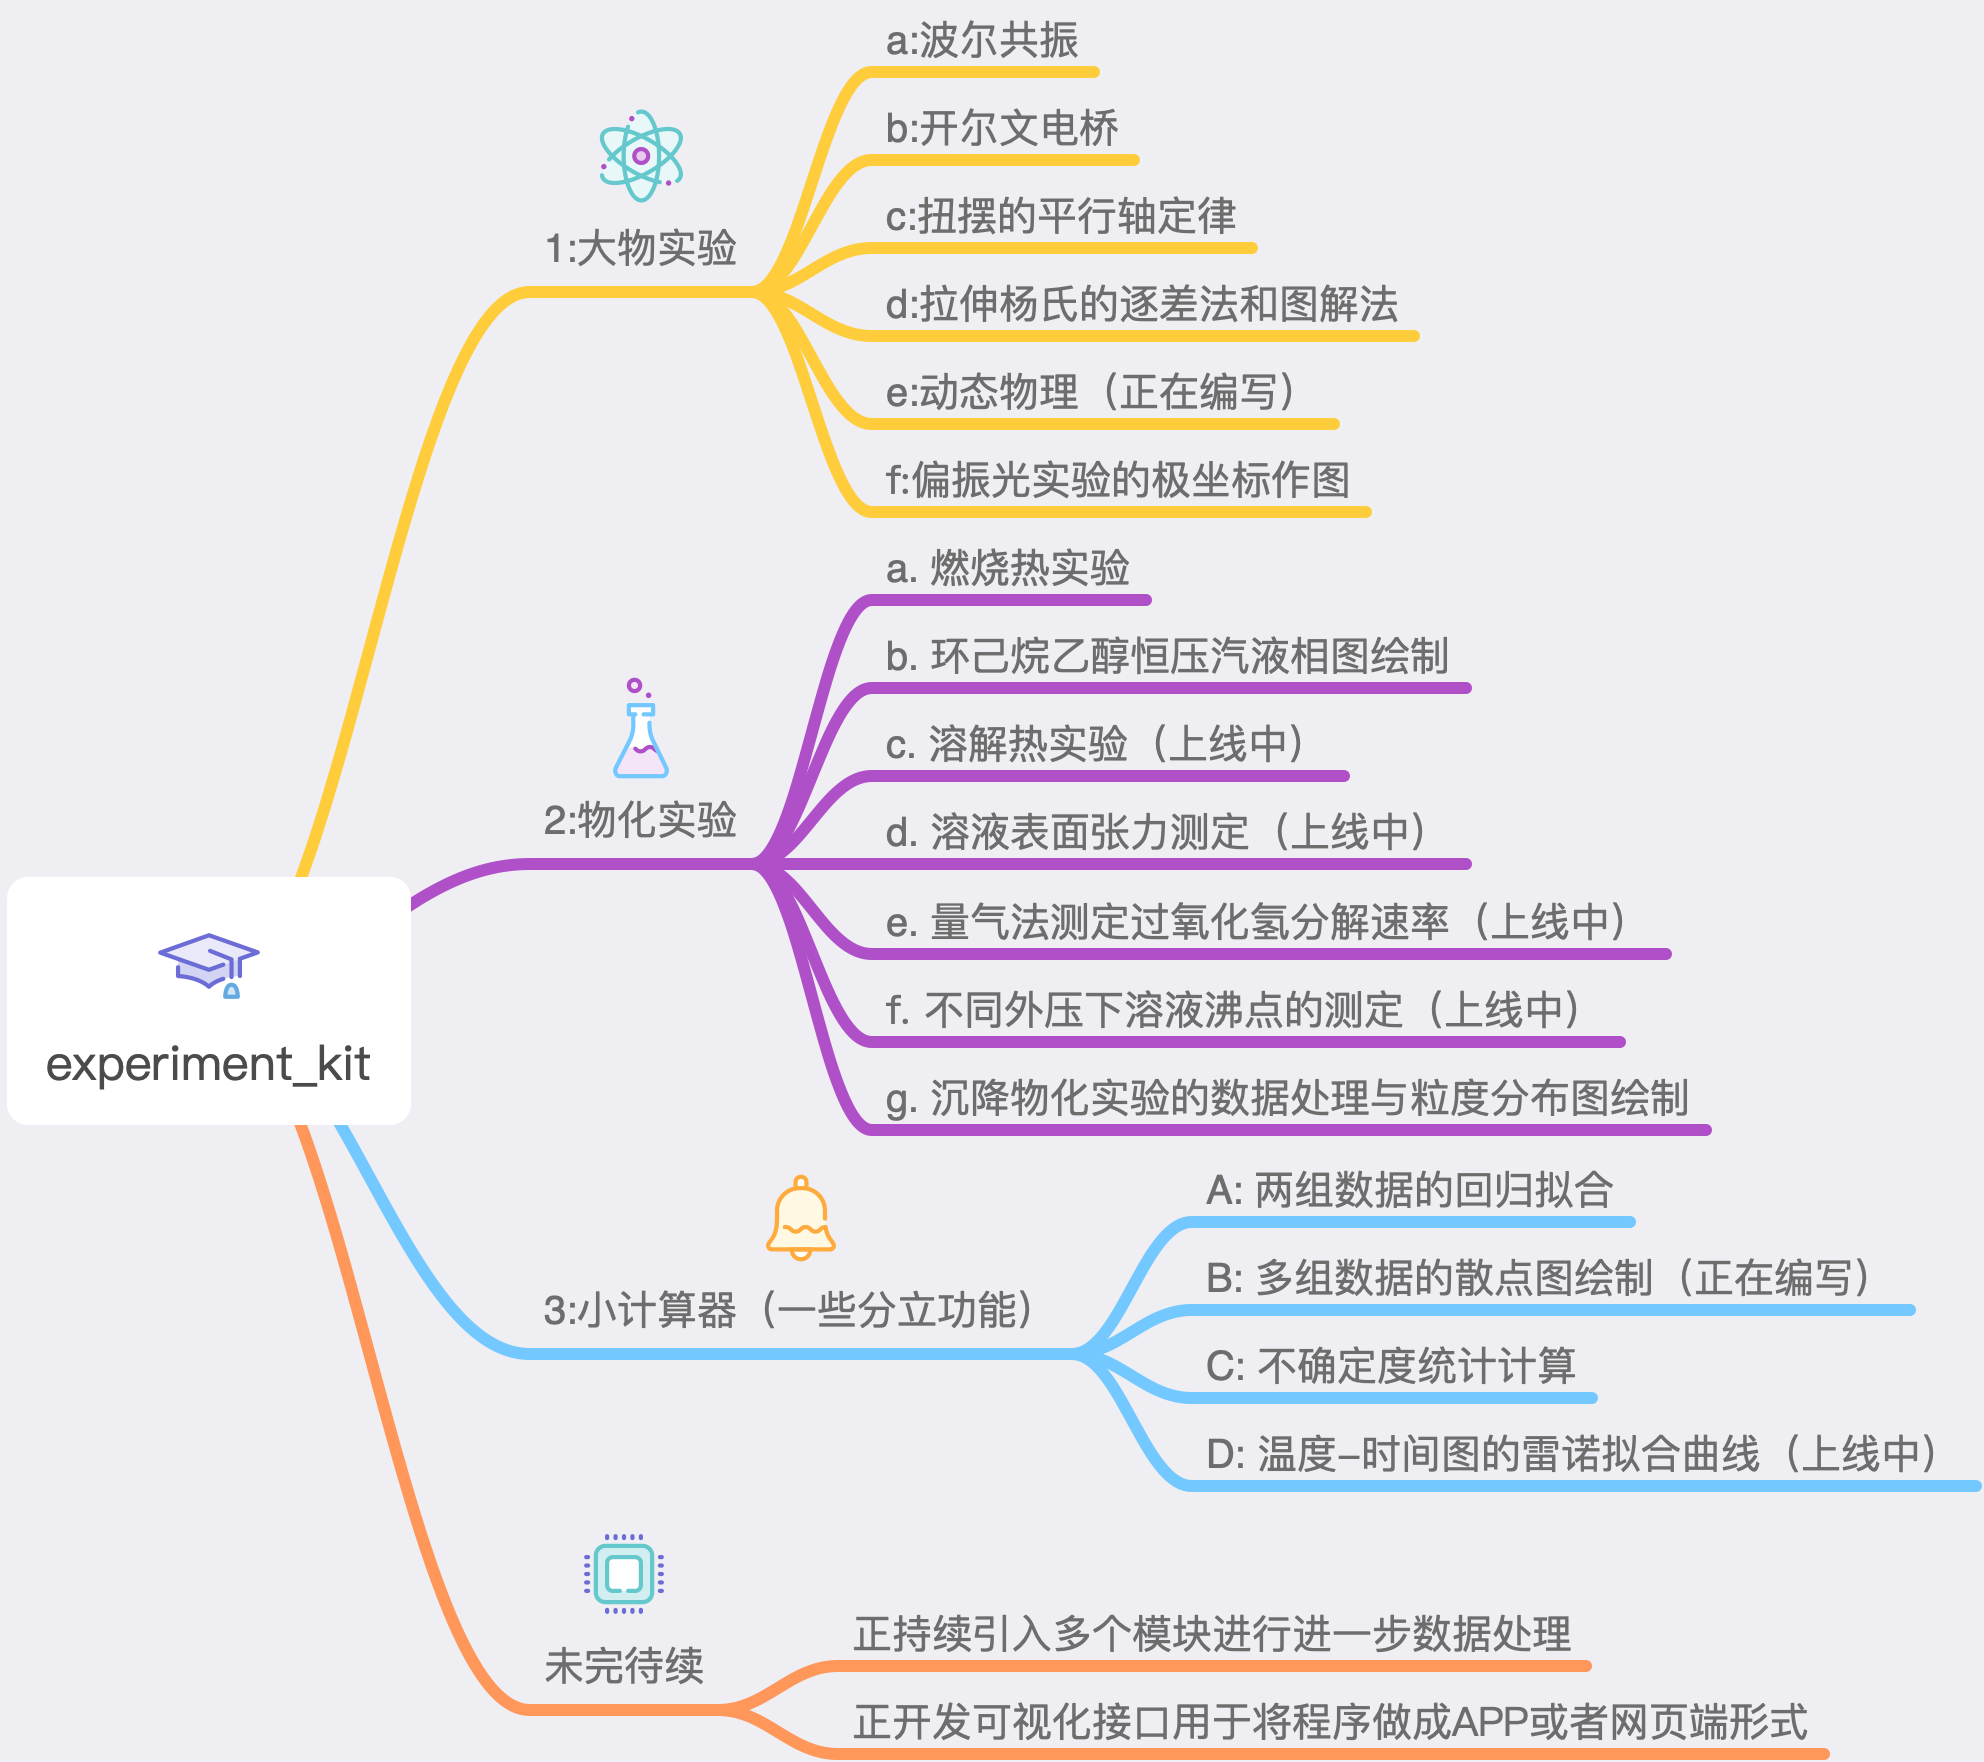 experiment_kit
1:大物实验
a:波尔共振
b:开尔文电桥
c:扭摆的平行轴定律
d:拉伸杨氏的逐差法和图解法
e:动态物理（正在编写）
f:偏振光实验的极坐标作图
2:物化实验
a. 燃烧热实验
b. 环己烷乙醇恒压汽液相图绘制
c. 溶解热实验（上线中）
d. 溶液表面张力测定（上线中）
e. 量气法测定过氧化氢分解速率（上线中）
f. 不同外压下溶液沸点的测定（上线中）
g. 沉降物化实验的数据处理与粒度分布图绘制
3:小计算器（一些分立功能）
A: 两组数据的回归拟合
B: 多组数据的散点图绘制（正在编写）
C: 不确定度统计计算
D: 温度-时间图的雷诺拟合曲线（上线中）
未完待续
正持续引入多个模块进行进一步数据处理
正开发可视化接口用于将程序做成APP或者网页端形式